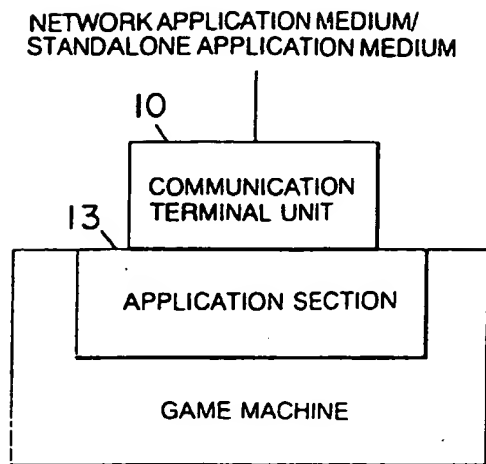 NETWORK APPLICATION MEDIUM/
STANDALONE APPLICATION MEDIUM
10
COMMUNICATION
TERMINAL UNIT
13
APPLICATION SECTION
GAME MACHINE